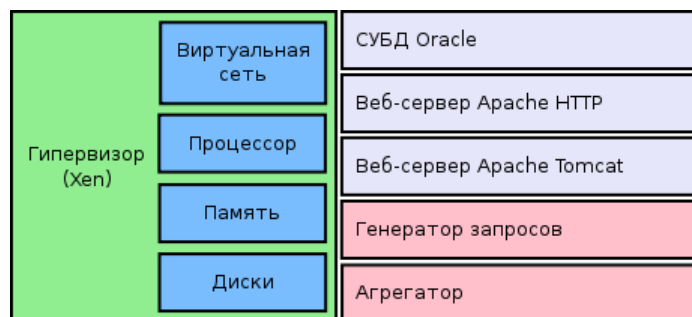 Гипервизор
(Xen)
Виртуальная
сеть
Процессор
Память
Диски
СУБД Oracle
Веб-сервер Apache HTTP
Веб-сервер Apache Tomcat
Генератор запросов
Агрегатор